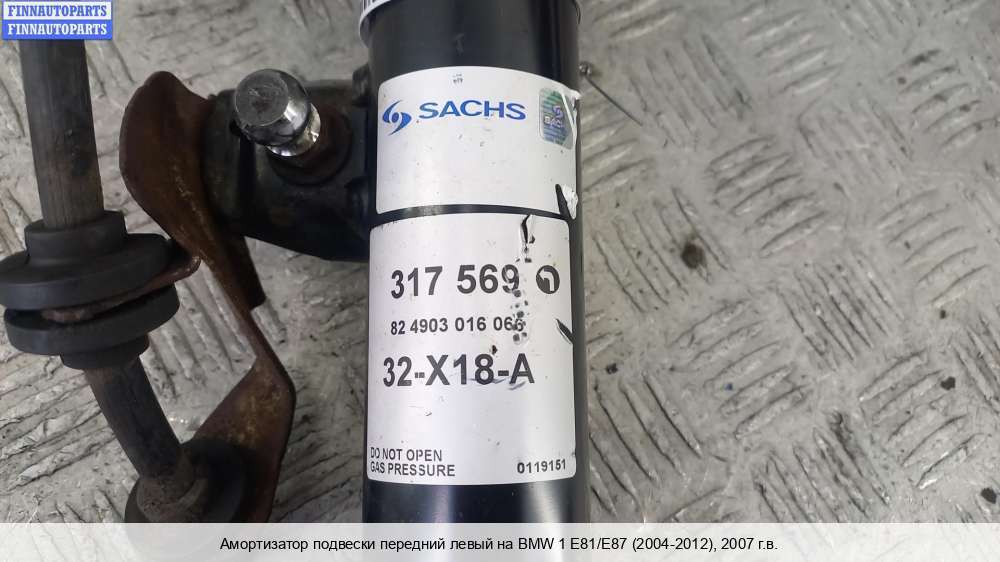 FINNAUTOPARTS
FINNAUTOPARTS
SACHS
317 569
82 4903 016 066
32-X18-A
DO NOT OPEN
GAS PRESSURE
0119151
Амортизатор подвески передний левый на BMW 1 E81/E87 (2004-2012), 2007 г.в.